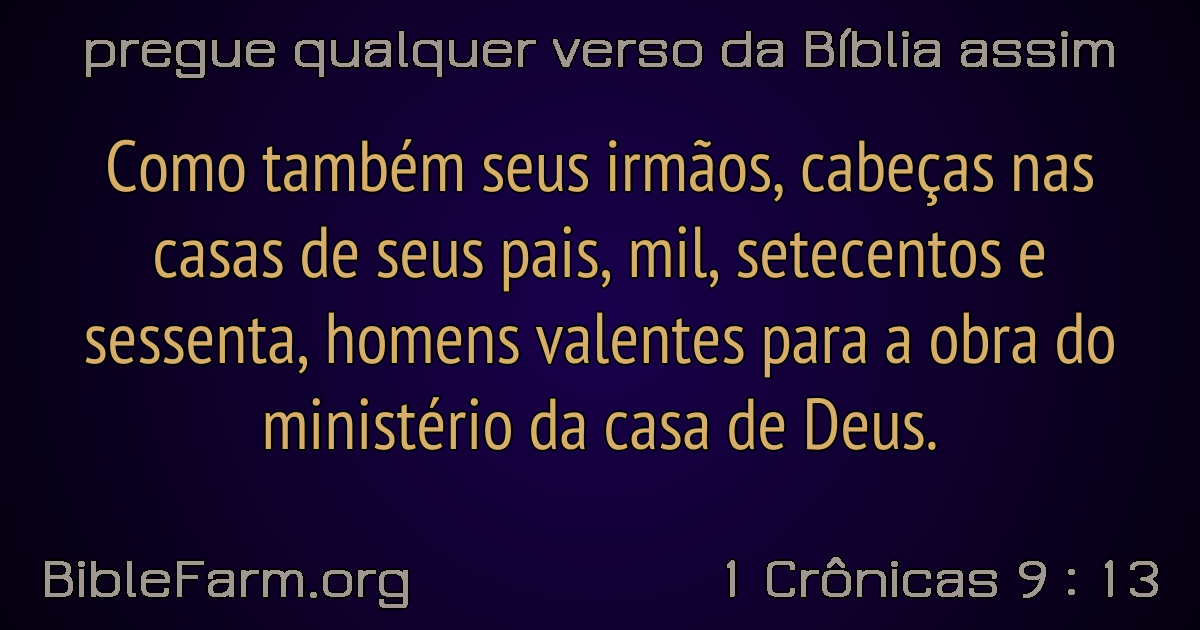 pregue qualquer verso da Bíblia assim
Como também seus irmãos, cabeças nas
casas de seus pais, mil, setecentos e
sessenta, homens valentes para a obra do
ministério da casa de Deus.
BibleFarm.org
1 Crônicas 9 : 13